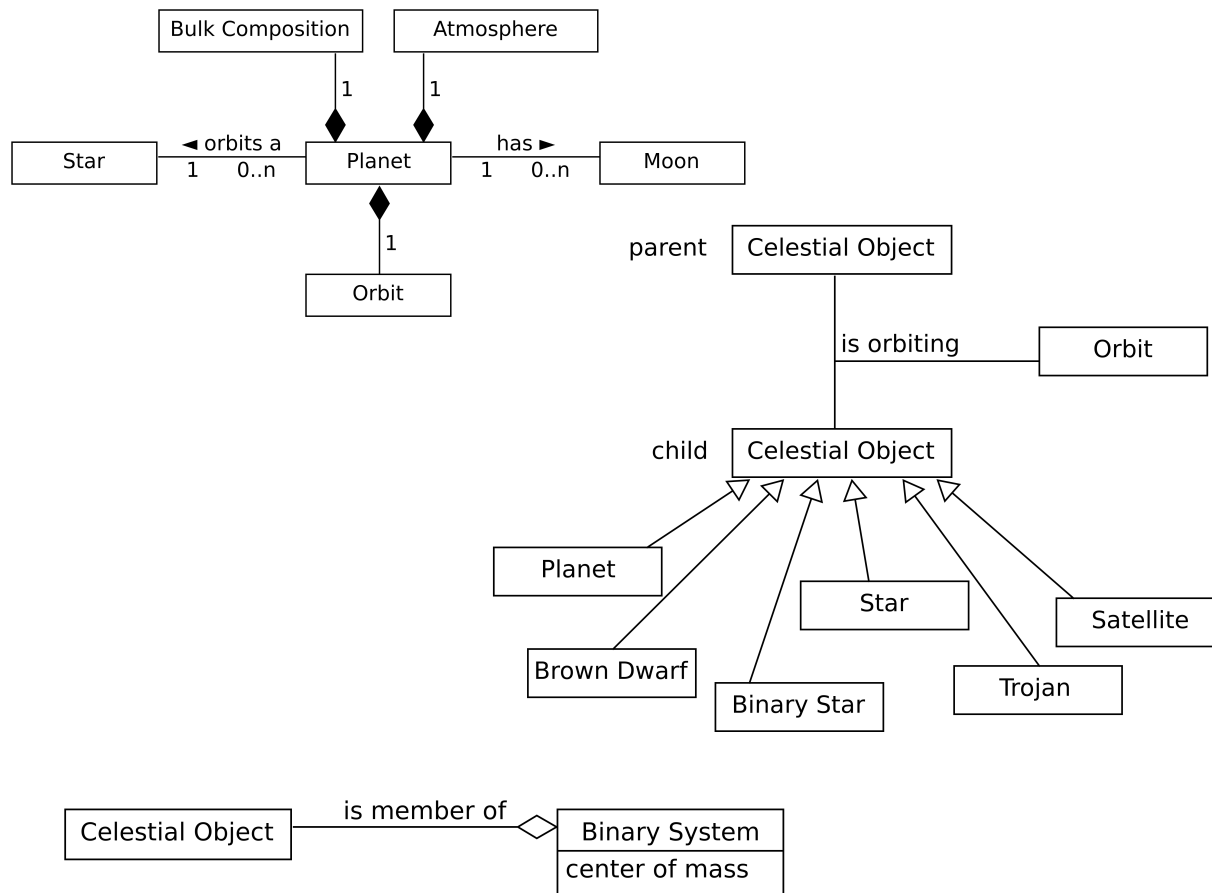 Bulk Composition
Atmosphere
1
1
◄ orbits a
has ►
Star
Planet
Moon
1
0..n
1
0..n
1
Orbit
parent
Celestial Object
is orbiting
Orbit
child
Celestial Object
Planet
Star
Satellite
Brown Dwarf
Trojan
Binary Star
is member of
Celestial Object
Binary System
center of mass